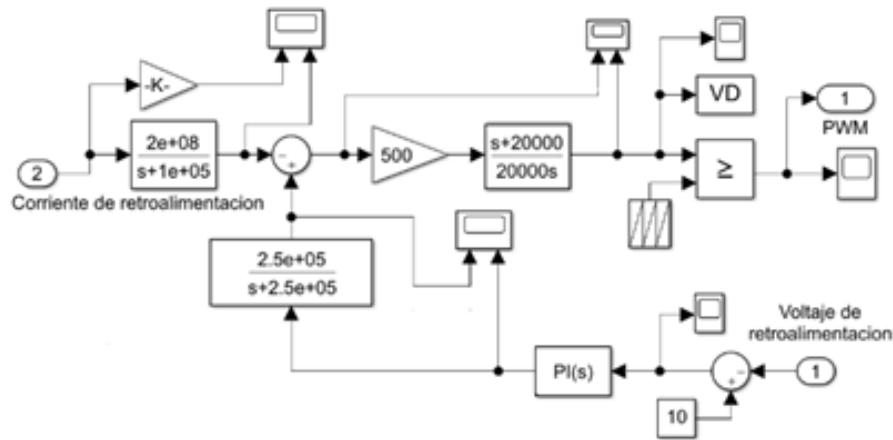 -K-
2e+08
s+1e+05
2
Corriente de retroalimentacion
-
+
500
s+20000
20000s
VD
≥
1
PWM
2.5e+05
s+2.5e+05
PI(s)
-
+
10
Voltaje de
retroalimentacion
1